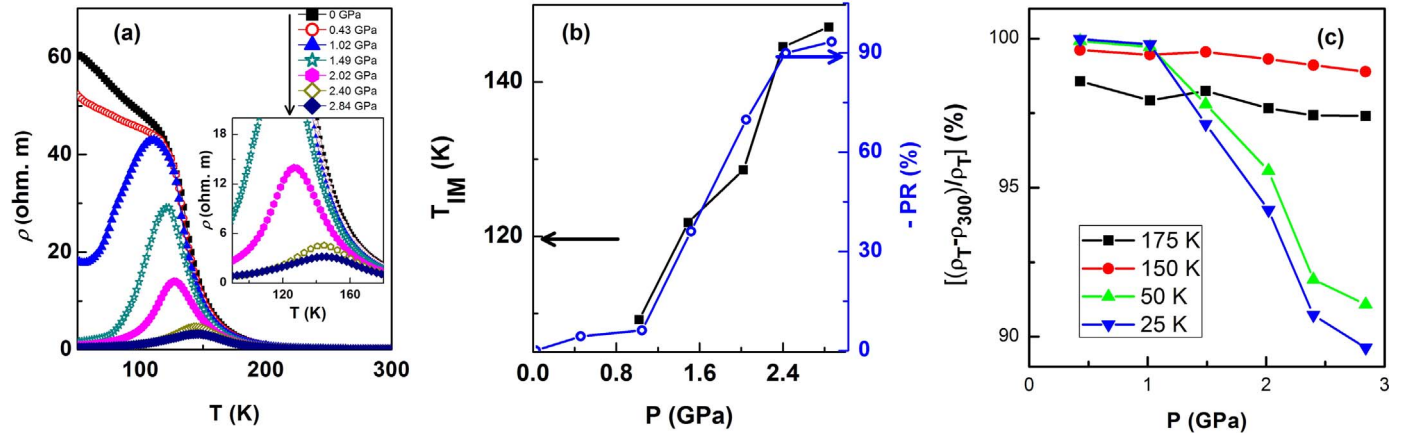 (a)
0 GPa
0.43 GPa
1.02 GPa
1.49 GPa
2.02 GPa
2.40 GPa
2.84 GPa
60
40
20
0
ρ (ohm. m)
100
200
300
T (K)
18
12
6
0
ρ (ohm. m)
120
160
T (K)
(b)
140
120
T_IM (K)
0.0
0.8
1.6
2.4
P (GPa)
90
60
30
0
- PR (%)
(c)
100
95
90
[(ρ_T-ρ_300)/ρ_T] (%)
175 K
150 K
50 K
25 K
0
1
2
3
P (GPa)